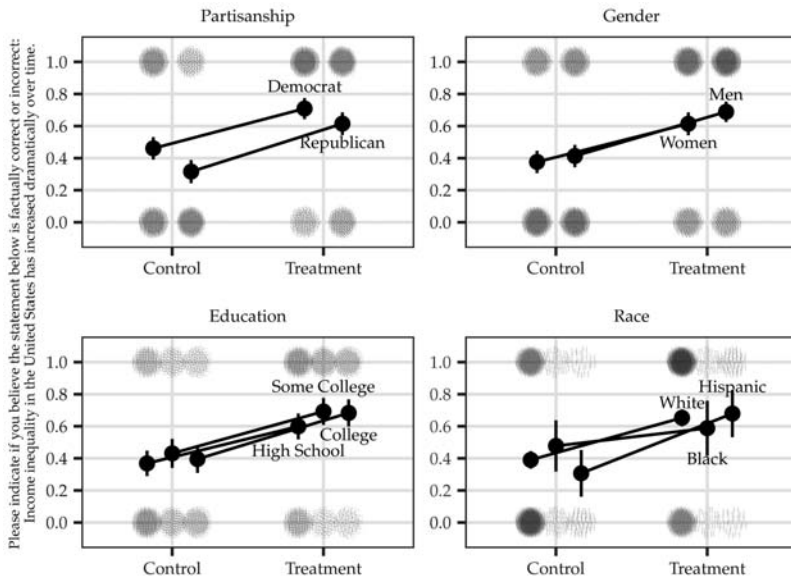 Please indicate if you believe the statement below is factually correct or incorrect:
Income inequality in the United States has increased dramatically over time.
Partisanship
1.0
0.8
0.6
0.4
0.2
0.0
Democrat
Republican
Control
Treatment
Gender
1.0
0.8
0.6
0.4
0.2
0.0
Men
Women
Control
Treatment
Education
1.0
0.8
0.6
0.4
0.2
0.0
Some College
College
High School
Control
Treatment
Race
1.0
0.8
0.6
0.4
0.2
0.0
Hispanic
White
Black
Control
Treatment